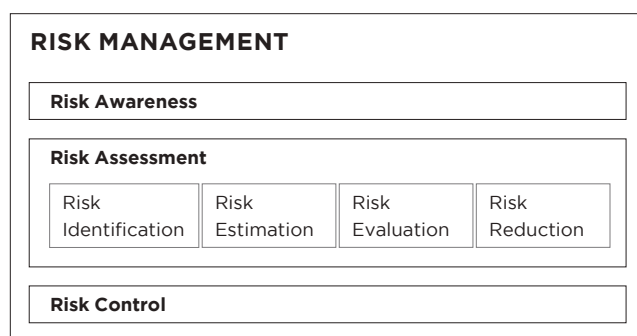 RISK MANAGEMENT
Risk Awareness
Risk Assessment
Risk
Identification
Risk
Estimation
Risk
Evaluation
Risk
Reduction
Risk Control